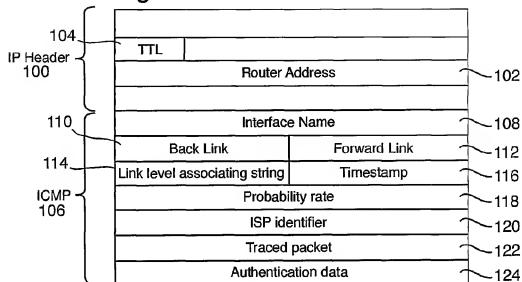 104
TTL
IP Header
100
Router Address
102
Interface Name
108
110
Back Link
Forward Link
112
114
Link level associating string
Timestamp
116
ICMP
106
Probability rate
118
ISP identifier
120
Traced packet
122
Authentication data
124